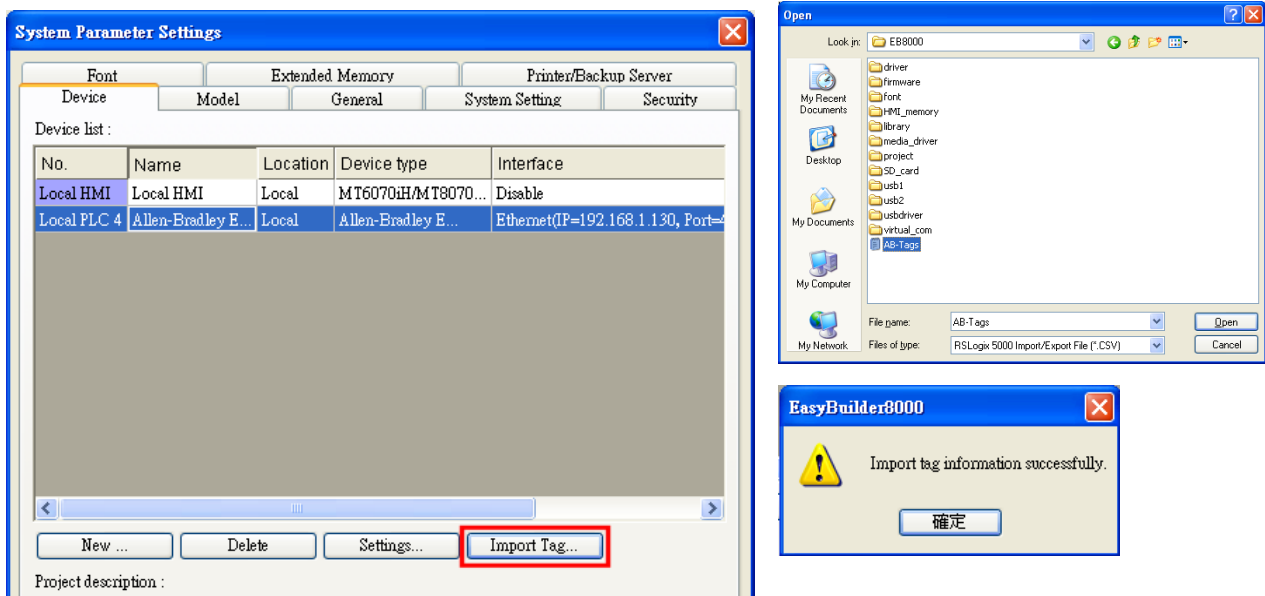 System Parameter Settings
Font Extended Memory Printer/Backup Server
Device Model General System Setting Security
Device list :
No. Name Location Device type Interface
Local HMI Local HMI Local MT6070iH/MT8070... Disable
Local PLC 4 Allen-Bradley E... Local Allen-Bradley E... Ethernet(IP=192.168.1.130, Port=
New ... Delete Settings... Import Tag...
Project description :
Open
Look in: EB8000
My Recent Documents
Desktop
My Documents
My Computer
My Network
driver
firmware
font
HMI_memory
library
media_driver
project
SD_card
usb1
usb2
usbdriver
virtual_com
AB-Tags
File name: AB-Tags Open
Files of type: RSLogix 5000 Import/Export File (*.CSV) Cancel
EasyBuilder8000
Import tag information successfully.
確定